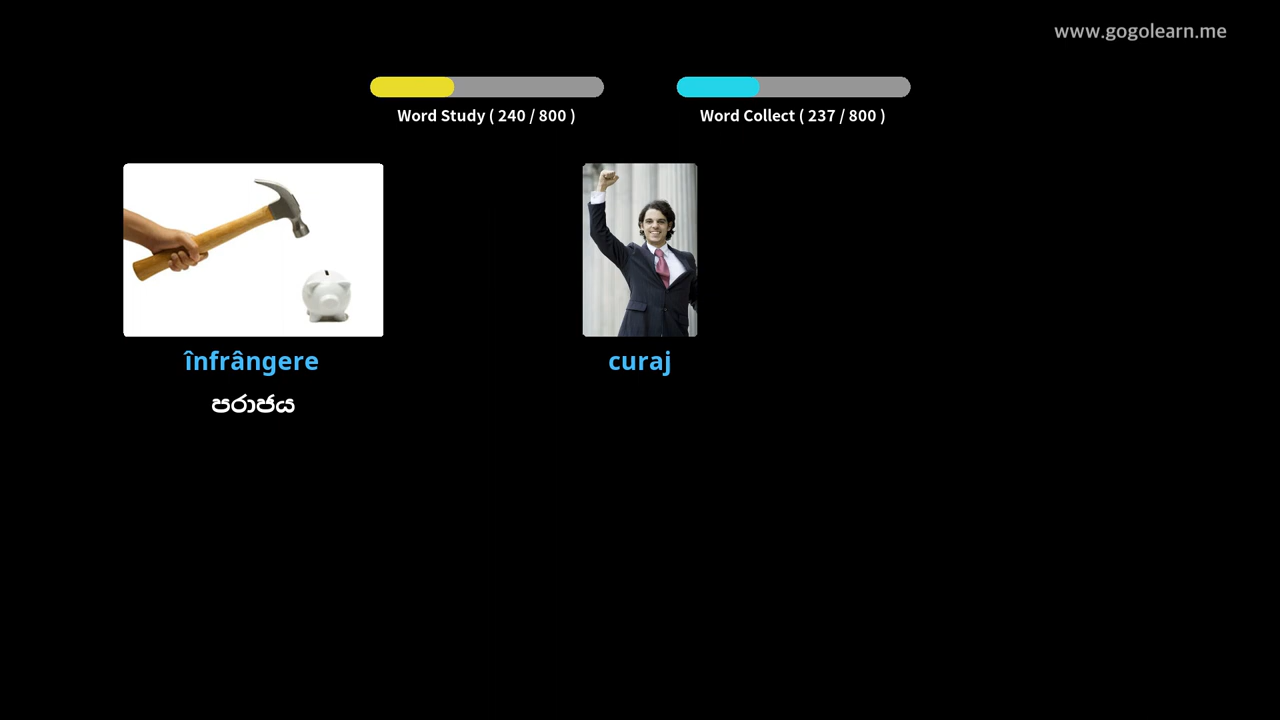 www.gogolearn.me
Word Study ( 240 / 800 )
Word Collect ( 237 / 800 )
înfrângere
curaj
පරාජය